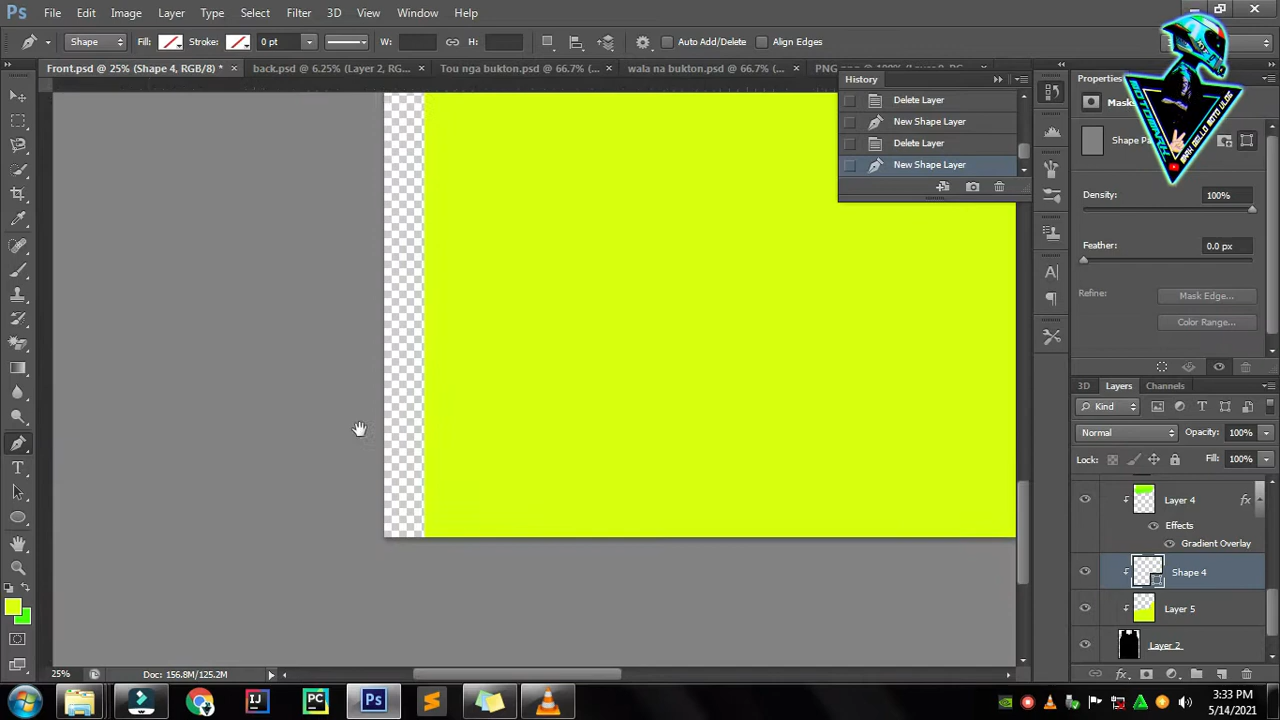 Ps File Edit Image Layer Type Select Filter 3D View Window Help
Shape Fill: Stroke: 0 pt W: H: Auto Add/Delete Align Edges
Front.psd @ 25% (Shape 4, RGB/8) * × back.psd @ 6.25% (Layer 2, RG... × Tou nga bukton.psd @ 66.7% (... × wala na bukton.psd @ 66.7% (... ×
History
Delete Layer
New Shape Layer
Delete Layer
New Shape Layer
Properties
Shape Pa
Density: 100%
Feather: 0.0 px
Refine: Mask Edge...
Color Range...
3D Layers Channels
Kind
Normal Opacity: 100%
Lock: Fill: 100%
Layer 4 fx
Effects
Gradient Overlay
Shape 4
Layer 5
Layer 2
25% Doc: 156.8M/125.2M
3:33 PM
5/14/2021